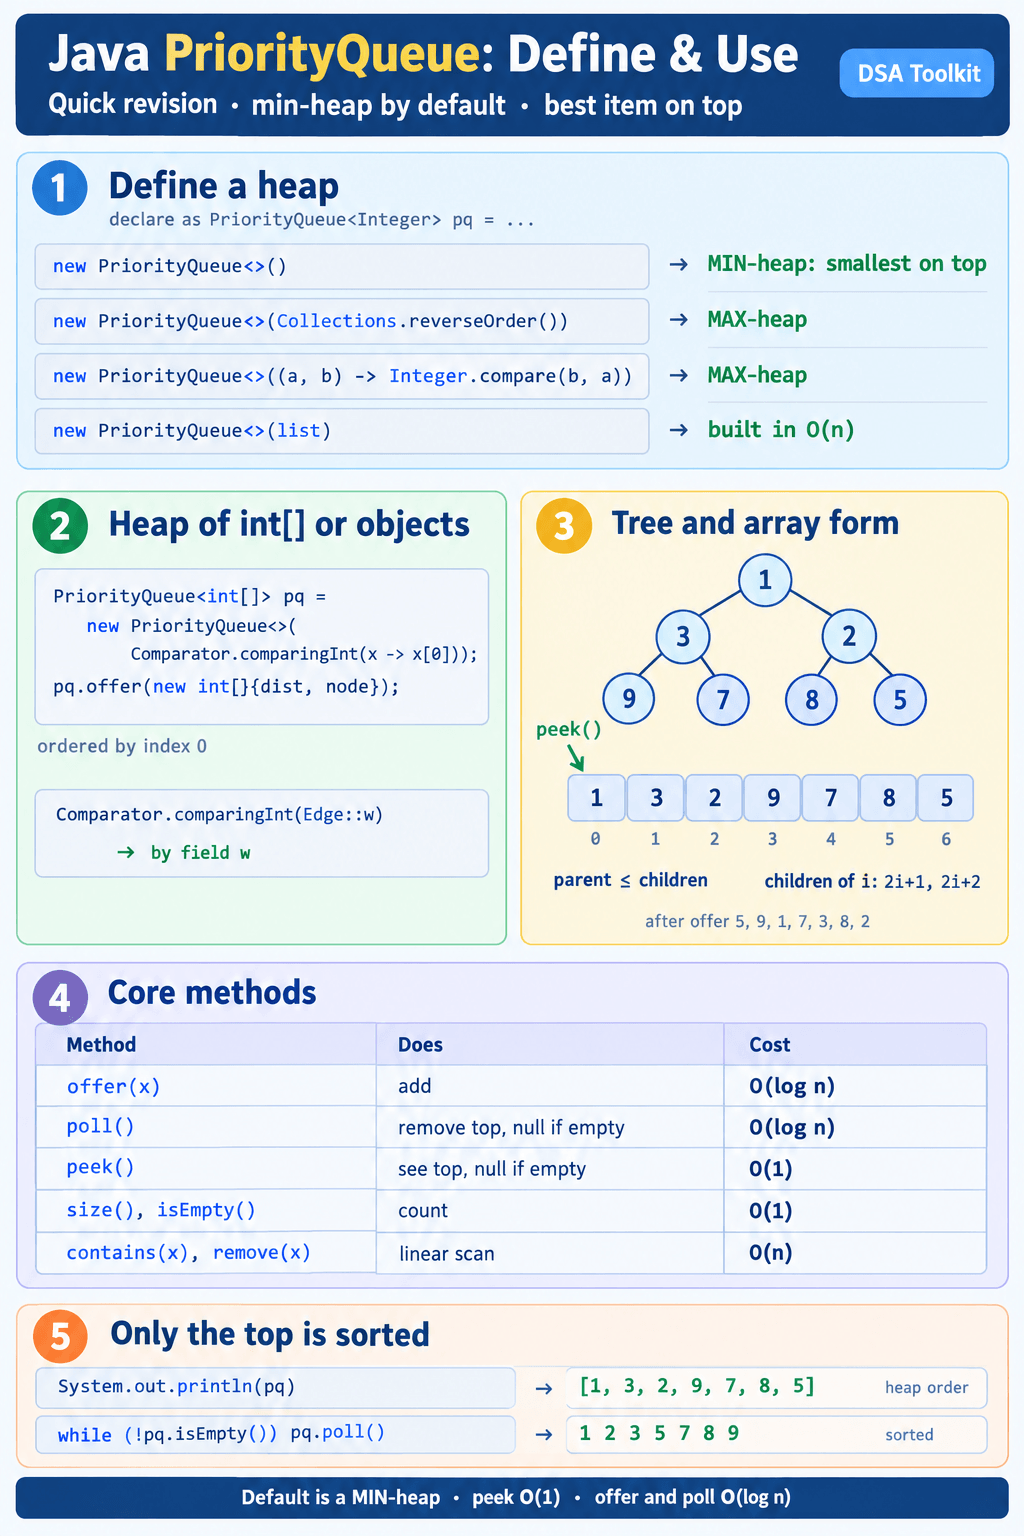 Java PriorityQueue: Define & Use
Quick revision • min-heap by default • best item on top
DSA Toolkit
1 Define a heap
declare as PriorityQueue<Integer> pq = ...
new PriorityQueue<>() → MIN-heap: smallest on top
new PriorityQueue<>(Collections.reverseOrder()) → MAX-heap
new PriorityQueue<>((a, b) -> Integer.compare(b, a)) → MAX-heap
new PriorityQueue<>(list) → built in O(n)
2 Heap of int[] or objects
PriorityQueue<int[]> pq =
new PriorityQueue<>(
Comparator.comparingInt(x -> x[0]));
pq.offer(new int[]{dist, node});
ordered by index 0
Comparator.comparingInt(Edge::w)
→ by field w
3 Tree and array form
1
3 2
9 7 8 5
peek()
1 3 2 9 7 8 5
0 1 2 3 4 5 6
parent ≤ children children of i: 2i+1, 2i+2
after offer 5, 9, 1, 7, 3, 8, 2
4 Core methods
Method Does Cost
offer(x) add O(log n)
poll() remove top, null if empty O(log n)
peek() see top, null if empty O(1)
size(), isEmpty() count O(1)
contains(x), remove(x) linear scan O(n)
5 Only the top is sorted
System.out.println(pq) → [1, 3, 2, 9, 7, 8, 5] heap order
while (!pq.isEmpty()) pq.poll() → 1 2 3 5 7 8 9 sorted
Default is a MIN-heap • peek O(1) • offer and poll O(log n)